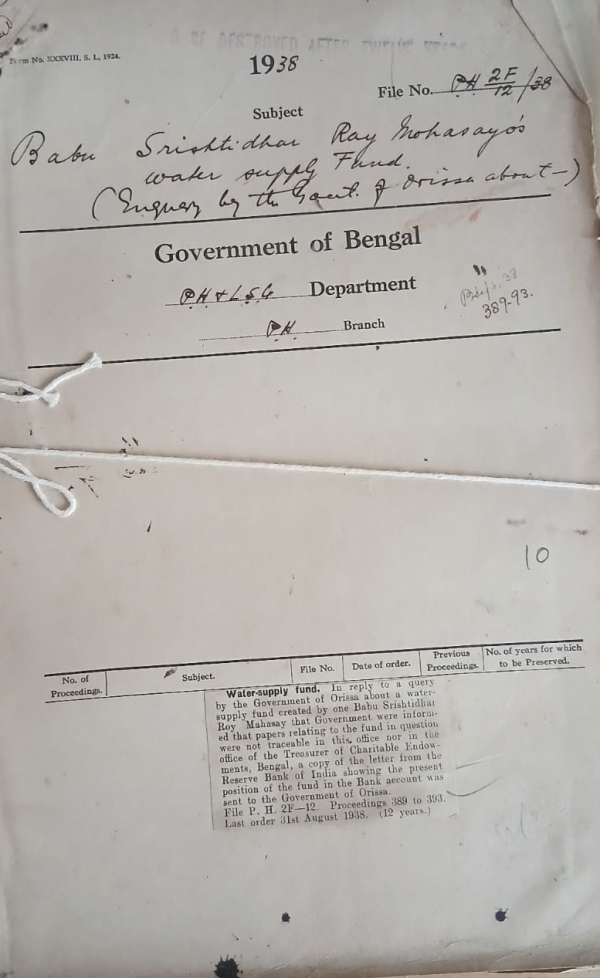 BE DESTROYED AFTER TWELVE YEARS
Form No. XXXVIII. S. I., 1924.
1938
File No. PH 2F/12/38
Subject
Babu Srishtidhar Ray Mohasay's
water supply Fund.
(Enquiry by the Govt. of Orissa about—)
Government of Bengal
PH & LSG Department
389-93.
PH Branch
10
No. of Proceedings. Subject. File No. Date of order. Previous Proceedings. No. of years for which to be Preserved.
Water-supply fund. In reply to a query
by the Government of Orissa about a water-
supply fund created by one Babu Srishtidhar
Roy Mahasay that Government were inform-
ed that papers relating to the fund in question
were not traceable in this office nor in the
office of the Treasurer of Charitable Endow-
ments, Bengal, a copy of the letter from the
Reserve Bank of India showing the present
position of the fund in the Bank account was
sent to the Government of Orissa.
File P. H. 2F—12. Proceedings 389 to 393.
Last order 31st August 1938. (12 years.)